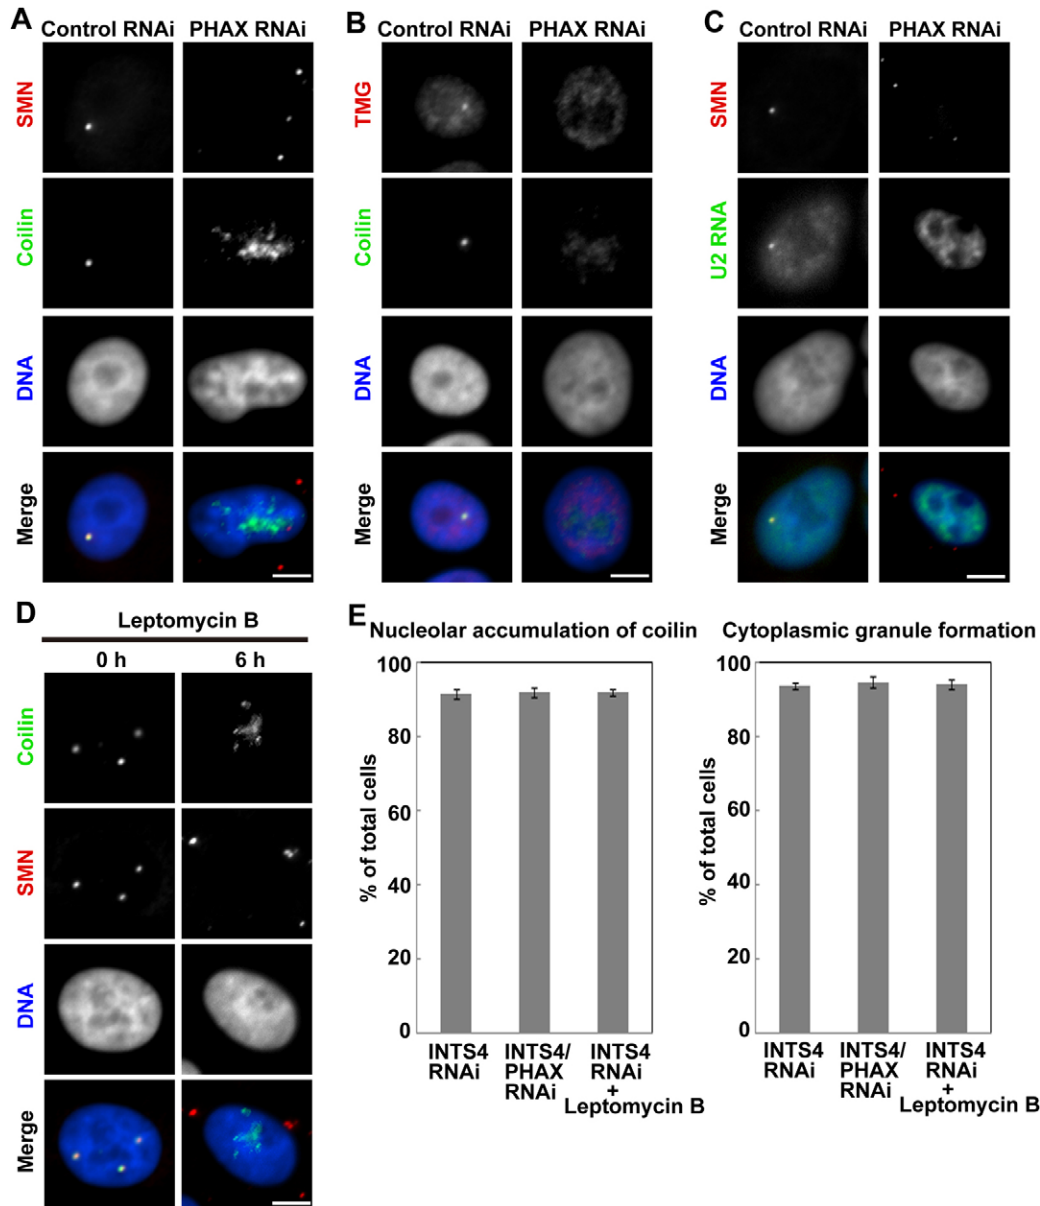 A
Control RNAi PHAX RNAi
SMN
Coilin
DNA
Merge
B
Control RNAi PHAX RNAi
TMG
Coilin
DNA
Merge
C
Control RNAi PHAX RNAi
SMN
U2 RNA
DNA
Merge
D
Leptomycin B
0 h 6 h
Coilin
SMN
DNA
Merge
E
Nucleolar accumulation of coilin
% of total cells
100
80
60
40
20
0
INTS4
RNAi
INTS4/
PHAX
RNAi
INTS4
RNAi
+
Leptomycin B
Cytoplasmic granule formation
% of total cells
100
80
60
40
20
0
INTS4
RNAi
INTS4/
PHAX
RNAi
INTS4
RNAi
+
Leptomycin B